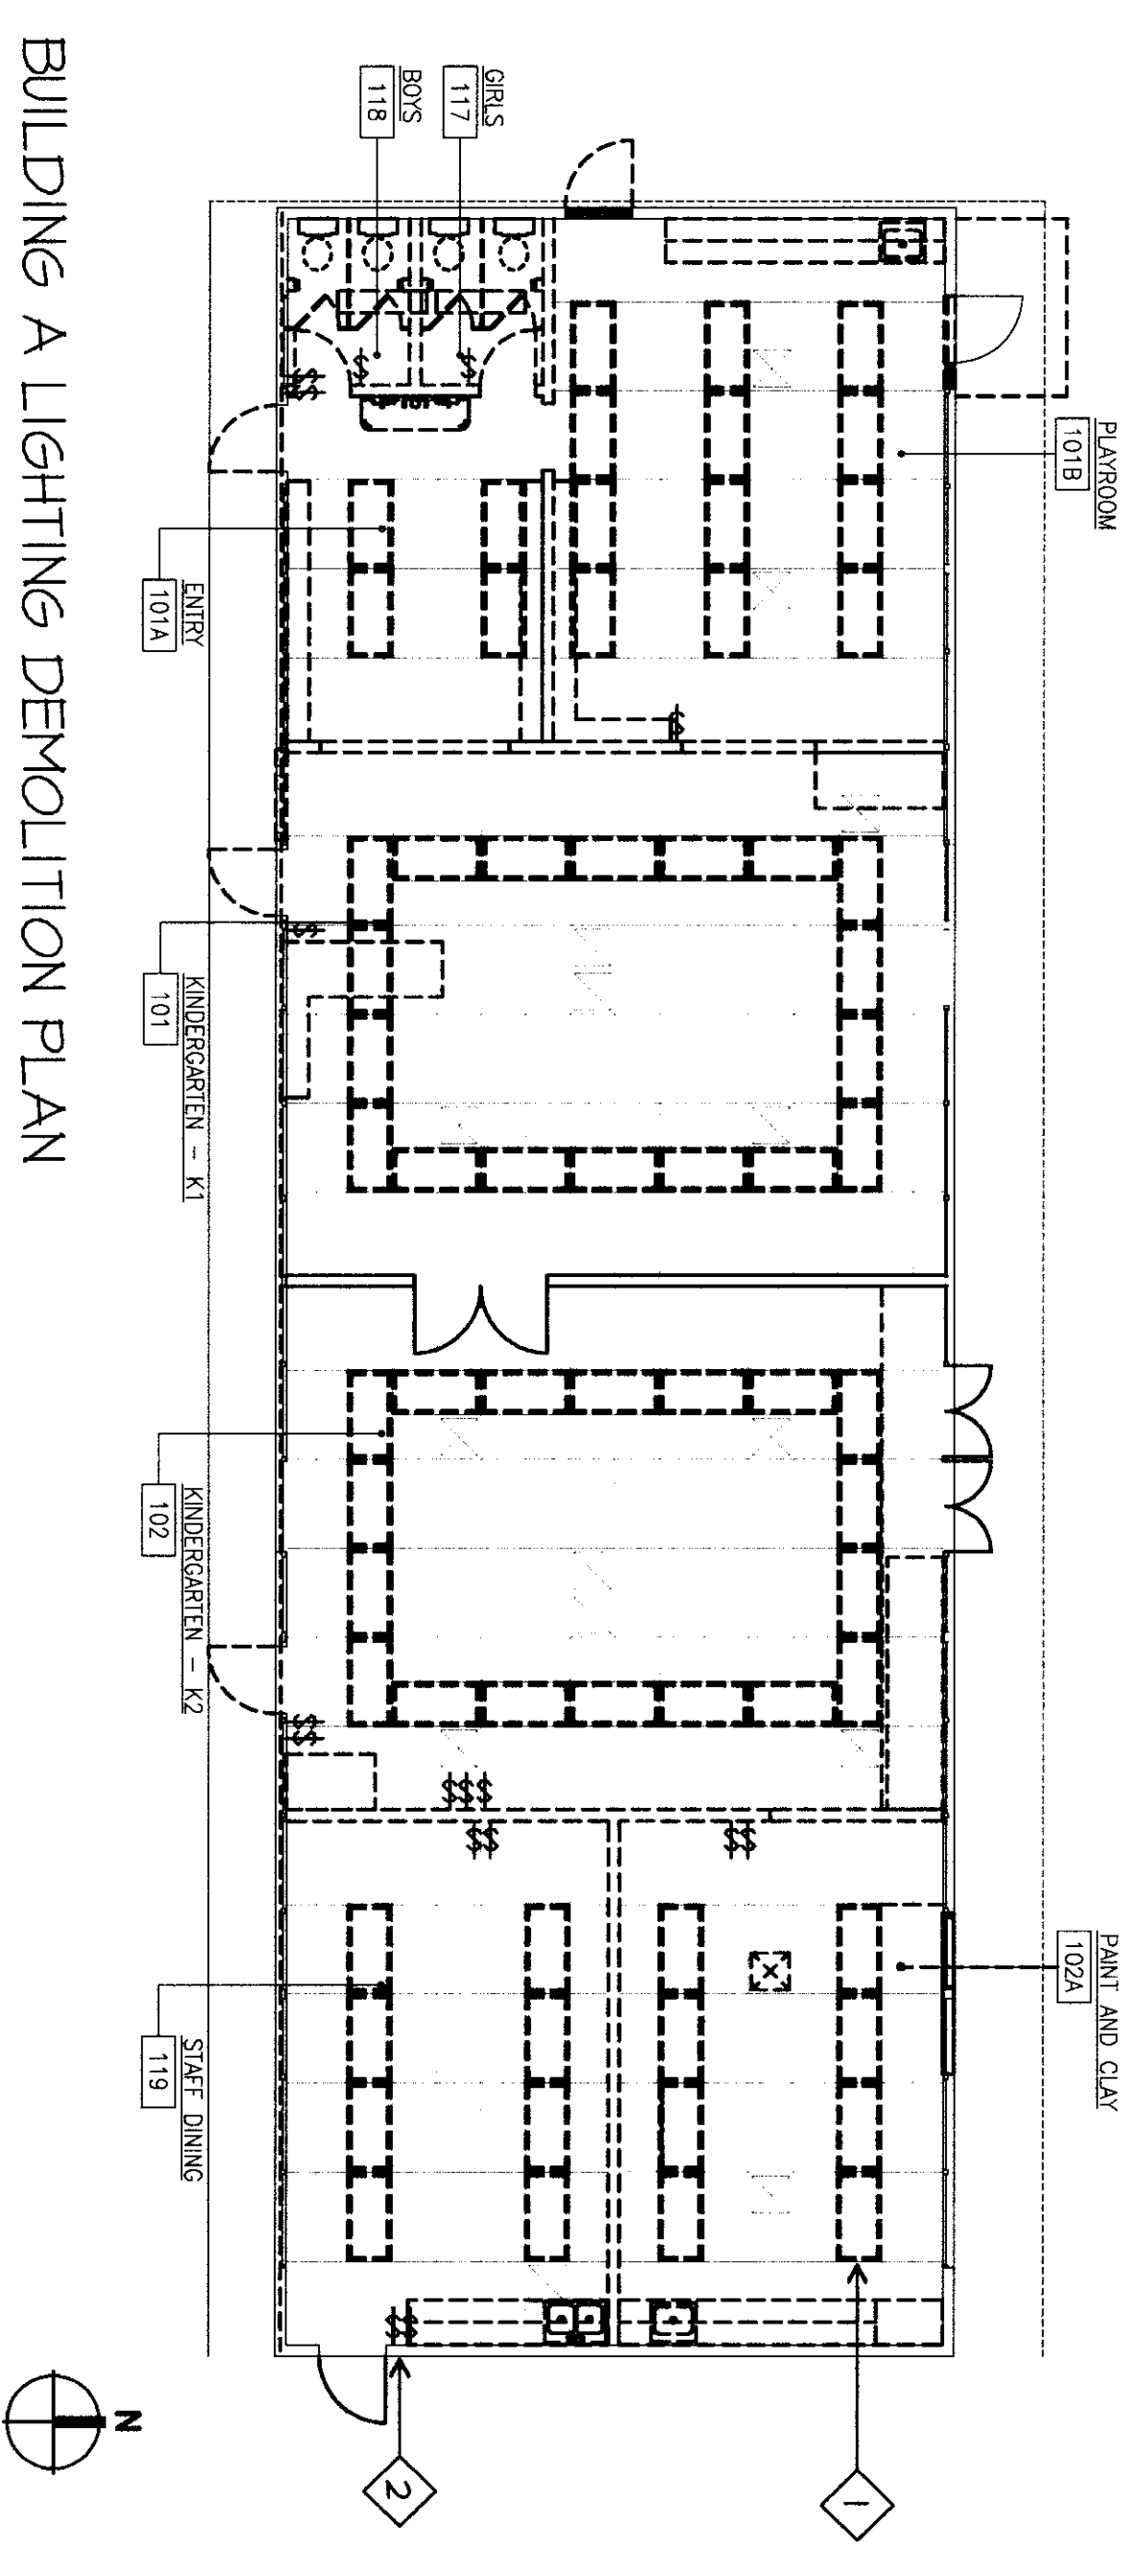 PLAYROOM
101B
PAINT AND CLAY
102A
GIRLS
117
BOYS
118
ENTRY
101A
KINDERGARTEN - K1
101
KINDERGARTEN - K2
102
STAFF DINING
119
1
2
N
BUILDING A LIGHTING DEMOLITION PLAN